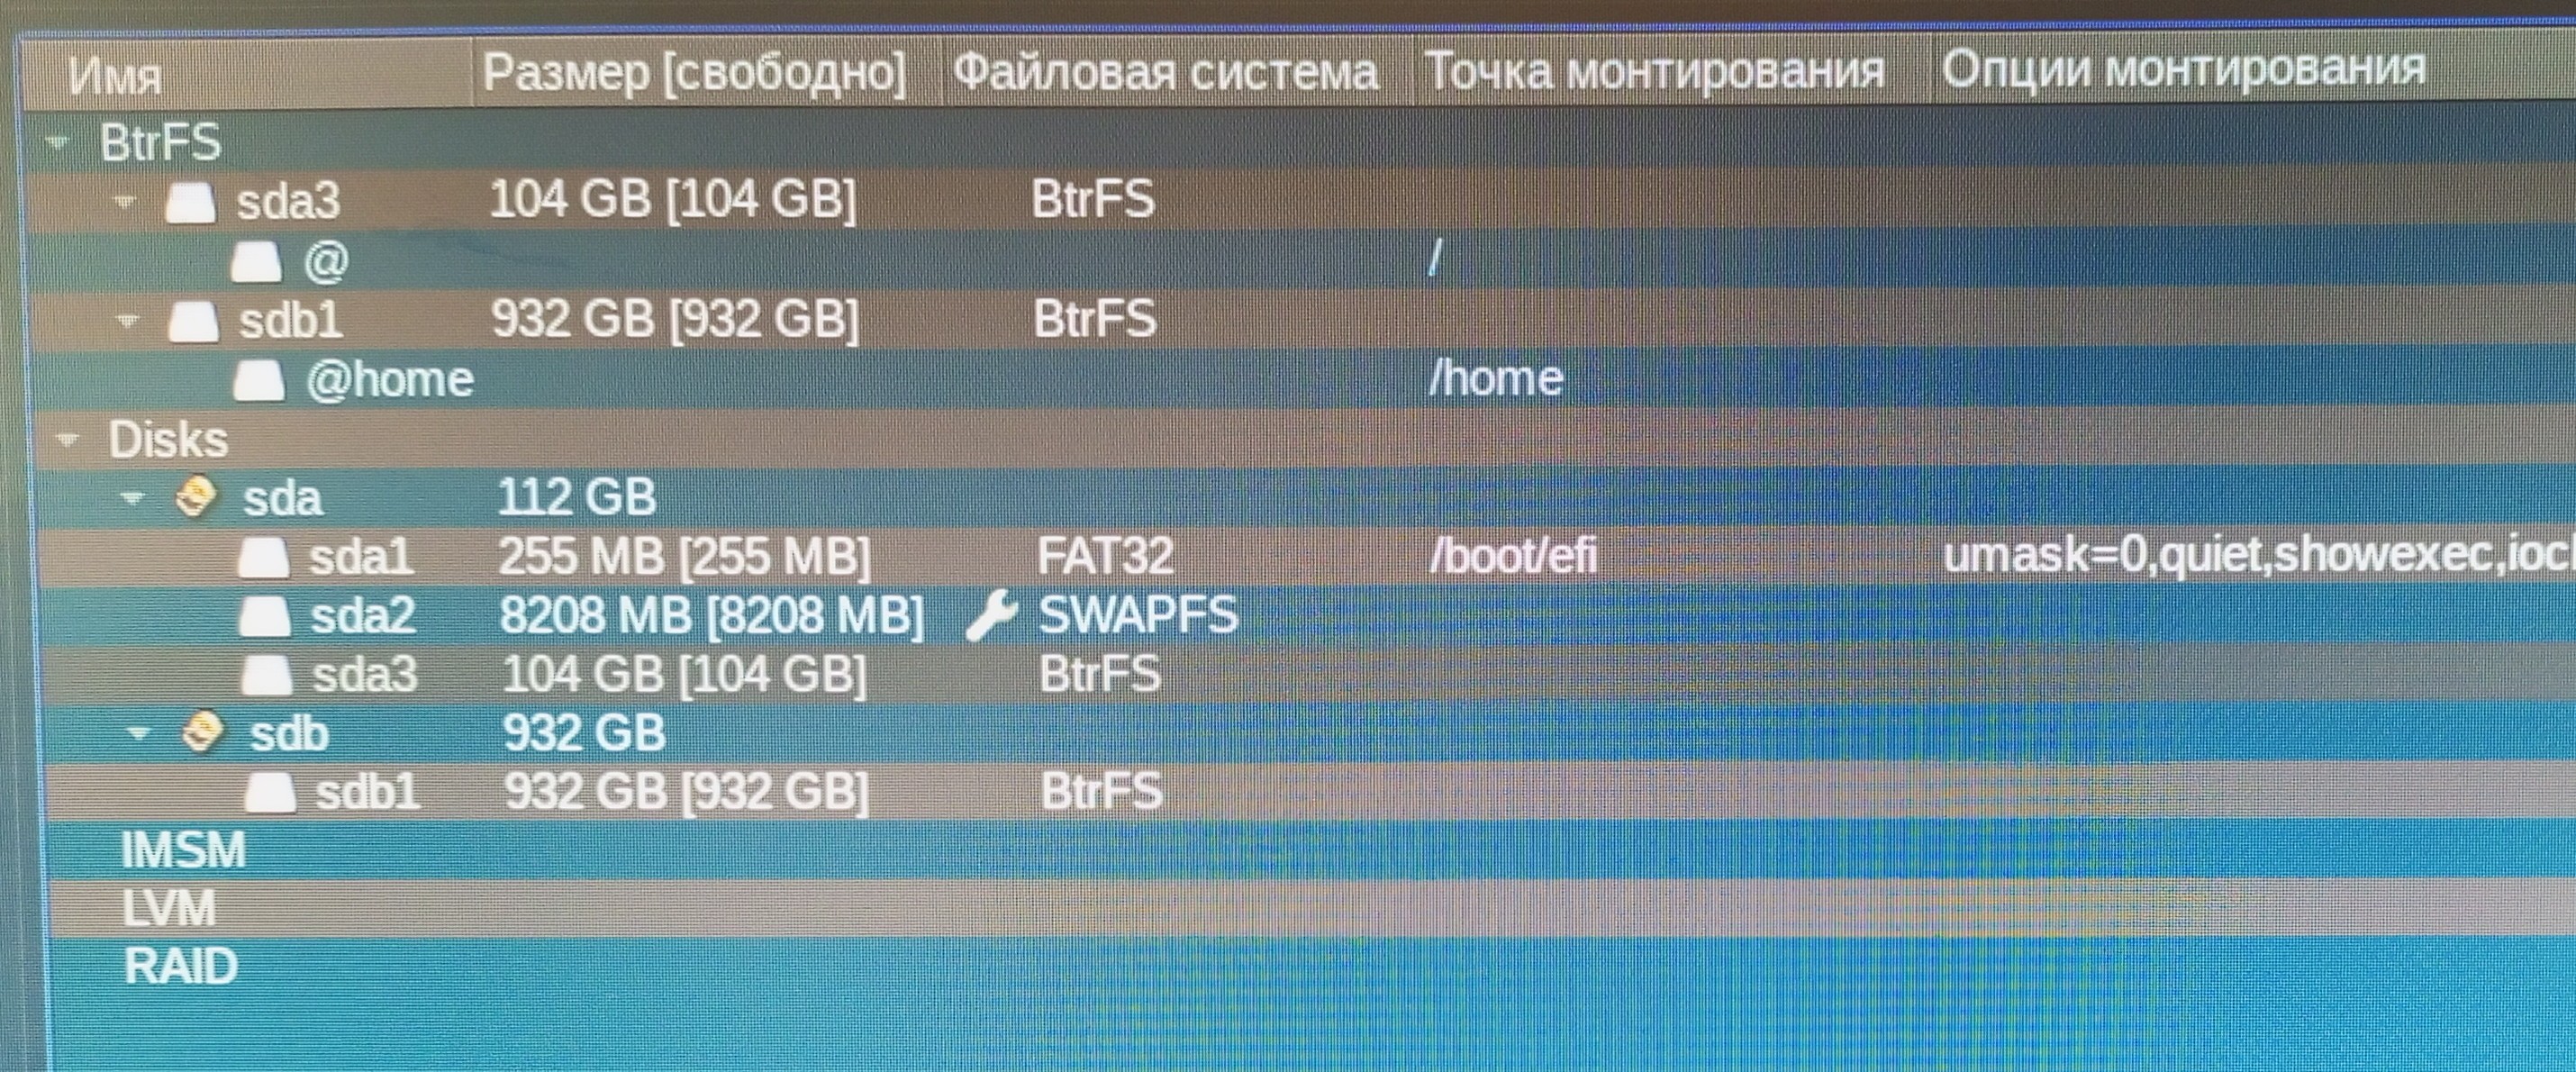 Имя Размер [свободно] Файловая система Точка монтирования Опции монтирования
BtrFS
sda3 104 GB [104 GB] BtrFS
@ /
sdb1 932 GB [932 GB] BtrFS
@home /home
Disks
sda 112 GB
sda1 255 MB [255 MB] FAT32 /boot/efi umask=0,quiet,showexec,ioc
sda2 8208 MB [8208 MB] SWAPFS
sda3 104 GB [104 GB] BtrFS
sdb 932 GB
sdb1 932 GB [932 GB] BtrFS
IMSM
LVM
RAID